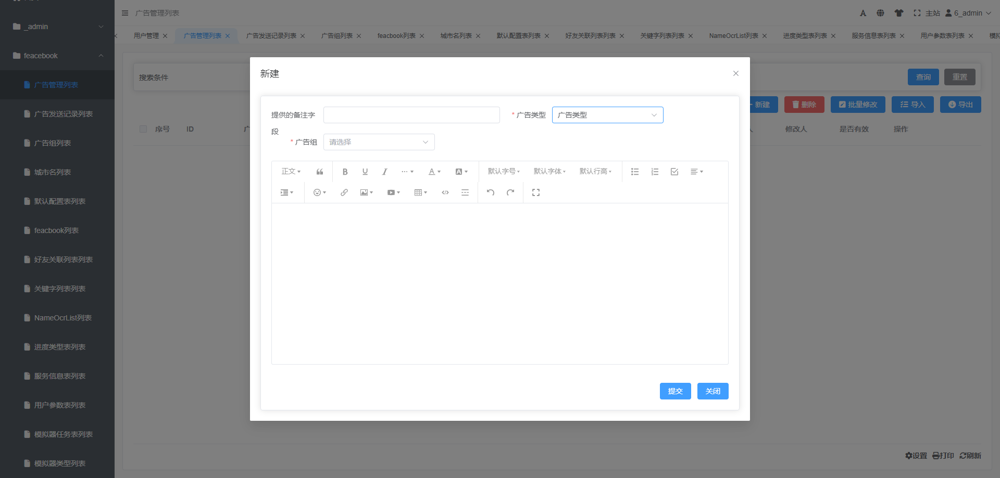 广告管理列表
主站
6_admin
_admin
feacebook
广告管理列表
广告发送记录列表
广告组列表
城市名列表
默认配置表列表
feacbook列表
好友关联列表列表
关键字列表列表
NameOcrList列表
进度类型表列表
服务信息表列表
用户参数表列表
模拟器任务表列表
模拟器类型列表
用户管理
广告管理列表
广告发送记录列表
广告组列表
feacbook列表
城市名列表
默认配置表列表
好友关联列表列表
关键字列表列表
NameOcrList列表
进度类型表列表
服务信息表列表
用户参数表列表
搜索条件
查询
重置
新建
删除
批量修改
导入
导出
序号
ID
修改人
是否有效
操作
新建
提供的备注字
段
* 广告类型
广告类型
* 广告组
请选择
正文
默认字号
默认字体
默认行高
提交
关闭
设置
打印
刷新